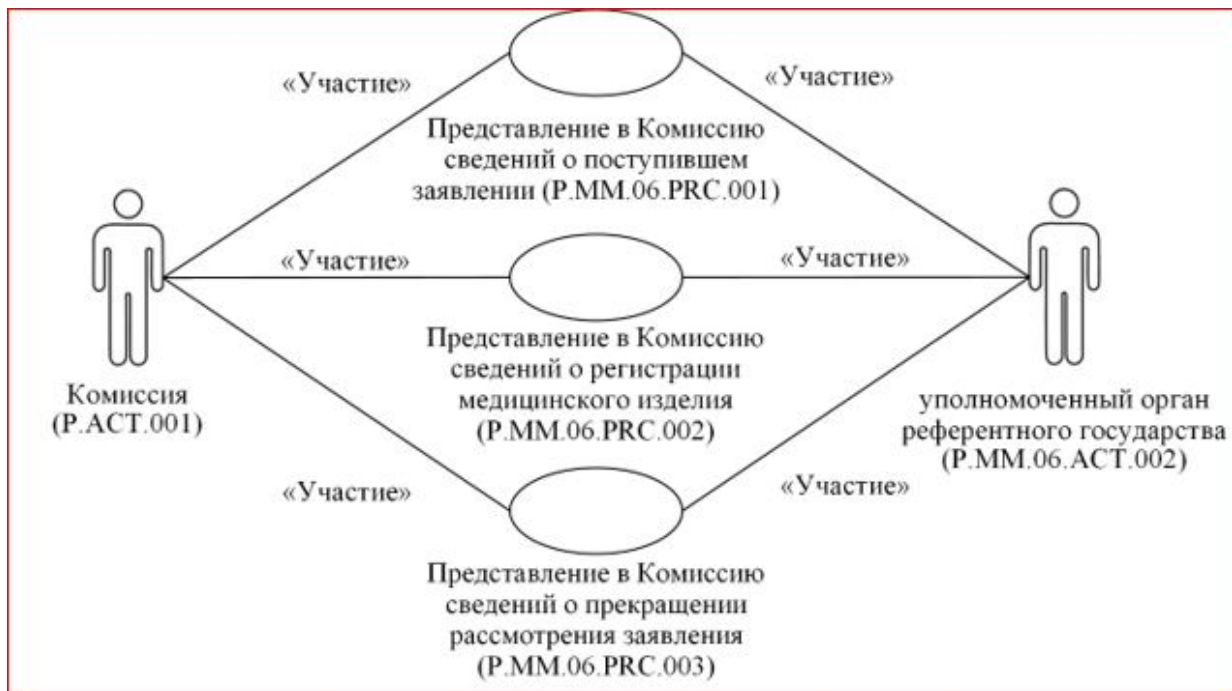 «Участие»
«Участие»
Представление в Комиссию
сведений о поступившем
заявлении (P.MM.06.PRC.001)
«Участие»
«Участие»
Представление в Комиссию
сведений о регистрации
медицинского изделия
(P.MM.06.PRC.002)
Комиссия
(P.ACT.001)
уполномоченный орган
референтного государства
(P.MM.06.ACT.002)
«Участие»
«Участие»
Представление в Комиссию
сведений о прекращении
рассмотрения заявления
(P.MM.06.PRC.003)